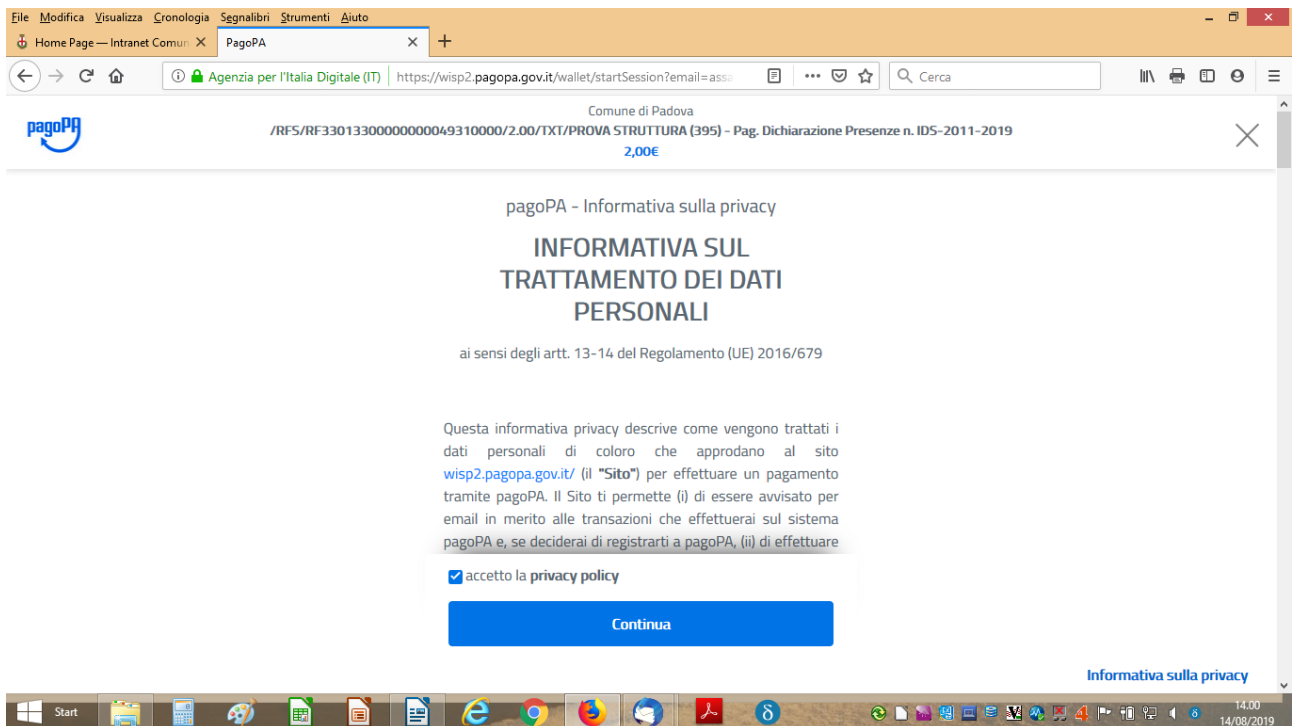 File Modifica Visualizza Cronologia Segnalibri Strumenti Aiuto
Home Page — Intranet Comun
PagoPA
Agenzia per l'Italia Digitale (IT) https://wisp2.pagopa.gov.it/wallet/startSession?email=assa
Cerca
pagoPA
Comune di Padova
/RFS/RF33013300000000049310000/2.00/TXT/PROVA STRUTTURA (395) - Pag. Dichiarazione Presenze n. IDS-2011-2019
2,00€
pagoPA - Informativa sulla privacy
INFORMATIVA SUL
TRATTAMENTO DEI DATI
PERSONALI
ai sensi degli artt. 13-14 del Regolamento (UE) 2016/679
Questa informativa privacy descrive come vengono trattati i
dati personali di coloro che approdano al sito
wisp2.pagopa.gov.it/ (il "Sito") per effettuare un pagamento
tramite pagoPA. Il Sito ti permette (i) di essere avvisato per
email in merito alle transazioni che effettuerai sul sistema
pagoPA e, se deciderai di registrarti a pagoPA, (ii) di effettuare
accetto la privacy policy
Continua
Informativa sulla privacy
Start
14.00
14/08/2019